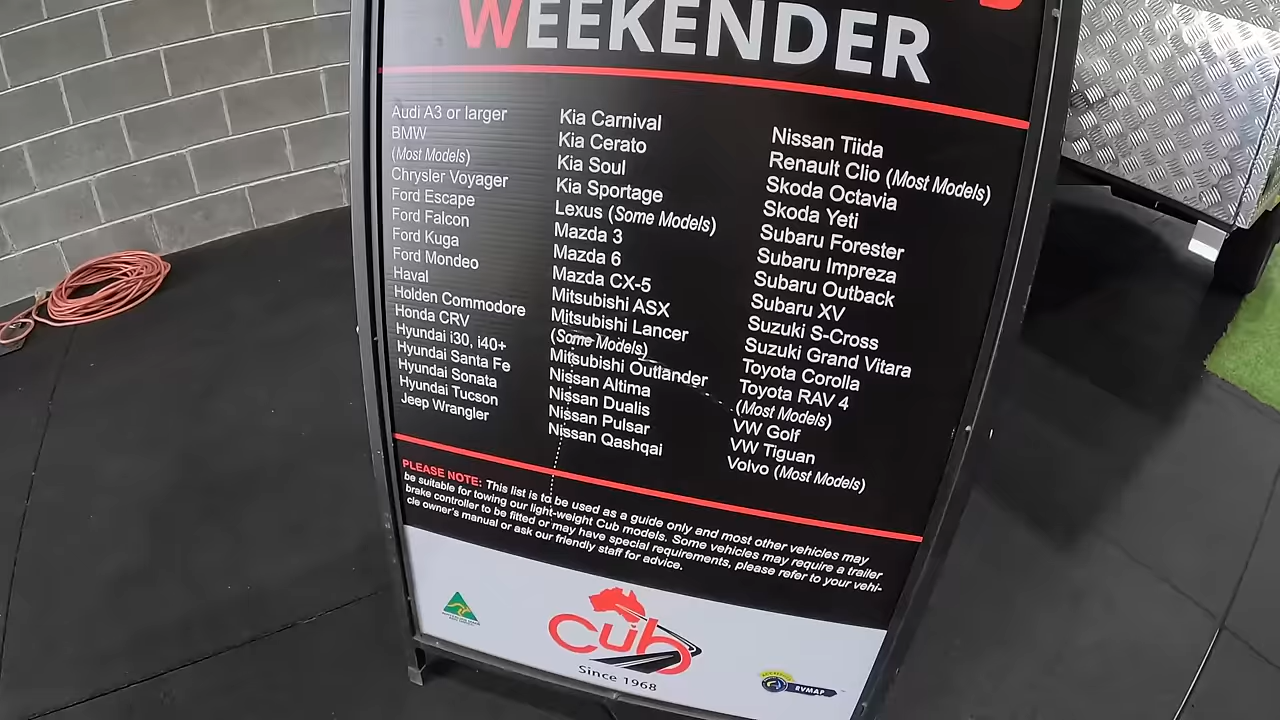 WEEKENDER
Audi A3 or larger
BMW
(Most Models)
Chrysler Voyager
Ford Escape
Ford Falcon
Ford Kuga
Ford Mondeo
Haval
Holden Commodore
Honda CRV
Hyundai i30, i40+
Hyundai Santa Fe
Hyundai Sonata
Hyundai Tucson
Jeep Wrangler
Kia Carnival
Kia Cerato
Kia Soul
Kia Sportage
Lexus (Some Models)
Mazda 3
Mazda 6
Mazda CX-5
Mitsubishi ASX
Mitsubishi Lancer
(Some Models)
Mitsubishi Outlander
Nissan Altima
Nissan Dualis
Nissan Pulsar
Nissan Qashqai
Nissan Tiida
Renault Clio (Most Models)
Skoda Octavia
Skoda Yeti
Subaru Forester
Subaru Impreza
Subaru Outback
Subaru XV
Suzuki S-Cross
Suzuki Grand Vitara
Toyota Corolla
Toyota RAV 4
(Most Models)
VW Golf
VW Tiguan
Volvo (Most Models)
PLEASE NOTE: This list is to be used as a guide only and most other vehicles may
be suitable for towing our light-weight Cub models. Some vehicles may require a trailer
brake controller to be fitted or may have special requirements, please refer to your vehi-
cle owner's manual or ask our friendly staff for advice.
Cub
Since 1968
RVMAP